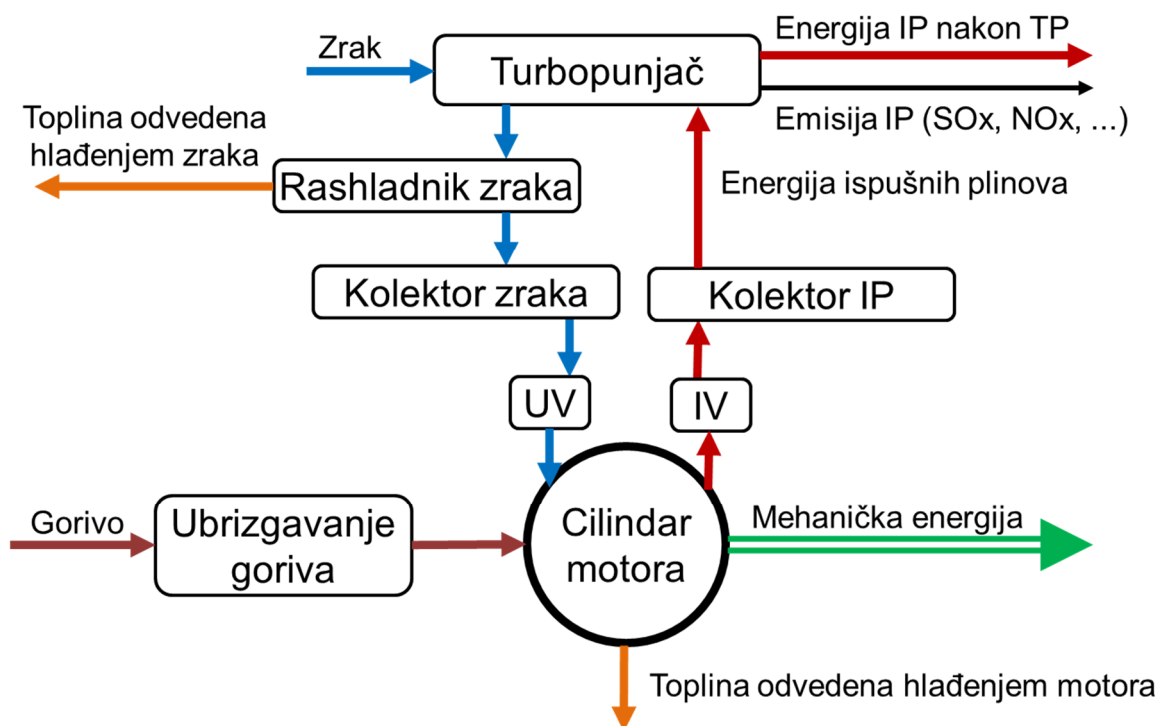 Energija IP nakon TP
Zrak
Turbopunjač
Toplina odvedena
hlađenjem zraka
Emisija IP (SOx, NOx, ...)
Rashladnik zraka
Energija ispušnih plinova
Kolektor zraka
Kolektor IP
UV
IV
Gorivo
Ubrizgavanje
goriva
Cilindar
motora
Mehanička energija
Toplina odvedena hlađenjem motora